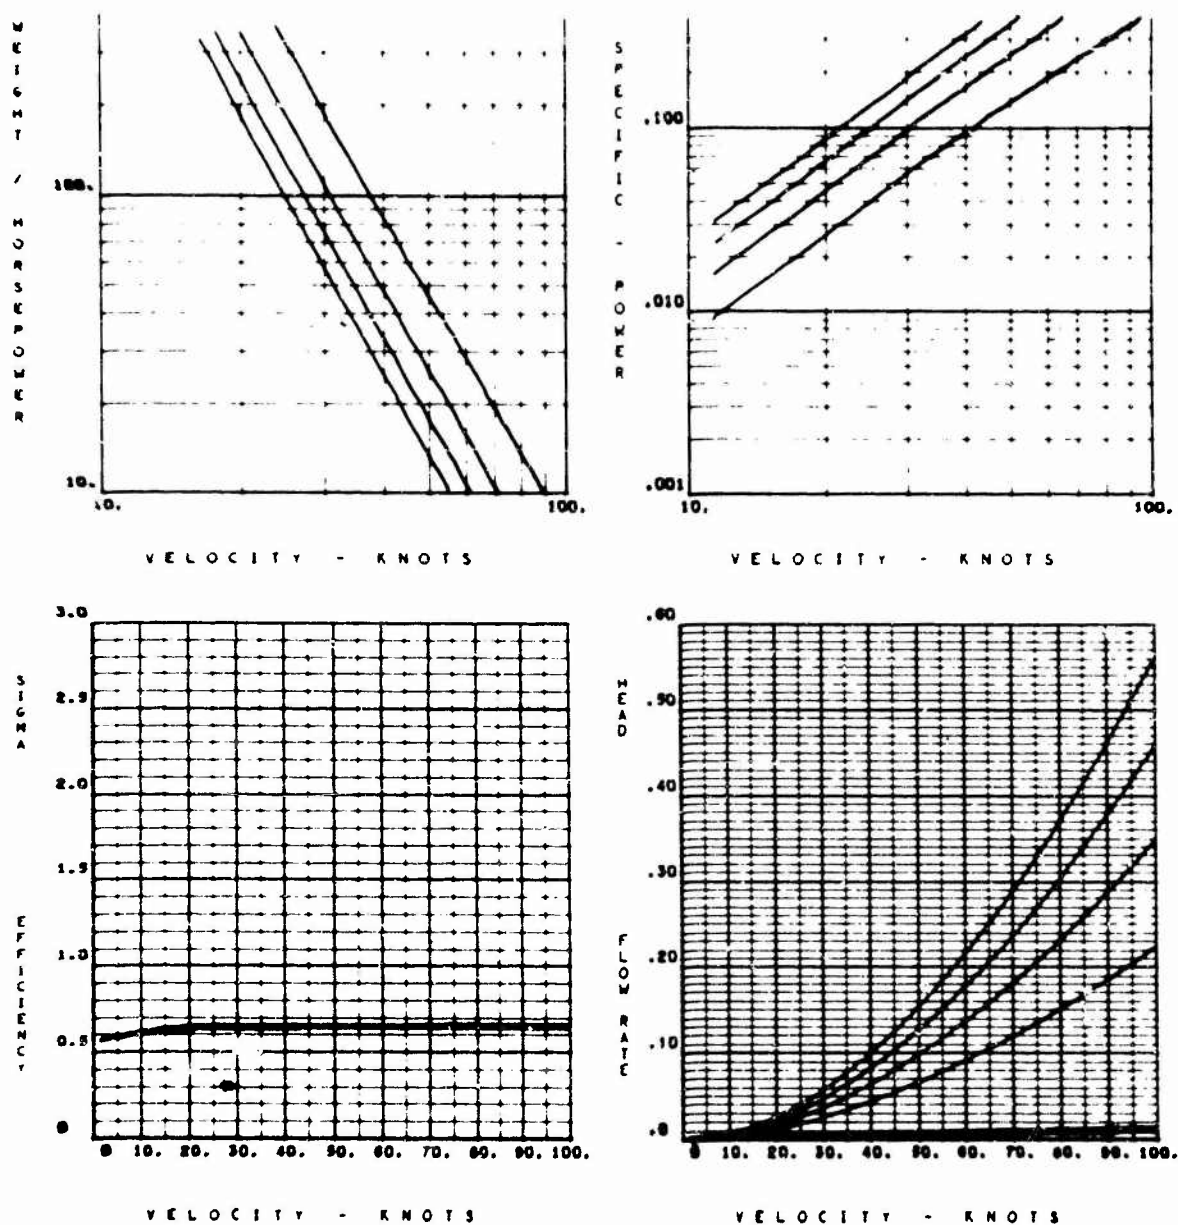 WEIGHT / HORSEPOWER
100.
10.
10.
100.
VELOCITY - KNOTS
SPECIFIC - POWER
.100
.010
.001
10.
100.
VELOCITY - KNOTS
SIGMA
EFFICIENCY
3.0
2.5
2.0
1.5
1.0
0.5
0
0 10. 20. 30. 40. 50. 60. 70. 80. 90. 100.
VELOCITY - KNOTS
HEAD
FLOW RATE
.60
.50
.40
.30
.20
.10
.0
0 10. 20. 30. 40. 50. 60. 70. 80. 90. 100.
VELOCITY - KNOTS